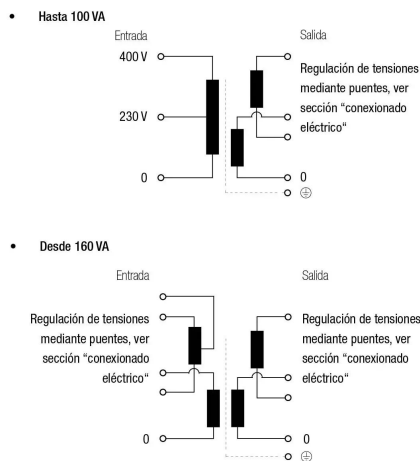 • Hasta 100 VA
Entrada
Salida
400 V
230 V
0
Regulación de tensiones
mediante puentes, ver
sección “conexionado
eléctrico“
0
• Desde 160 VA
Entrada
Salida
Regulación de tensiones
mediante puentes, ver
sección “conexionado
eléctrico“
0
Regulación de tensiones
mediante puentes, ver
sección “conexionado
eléctrico“
0